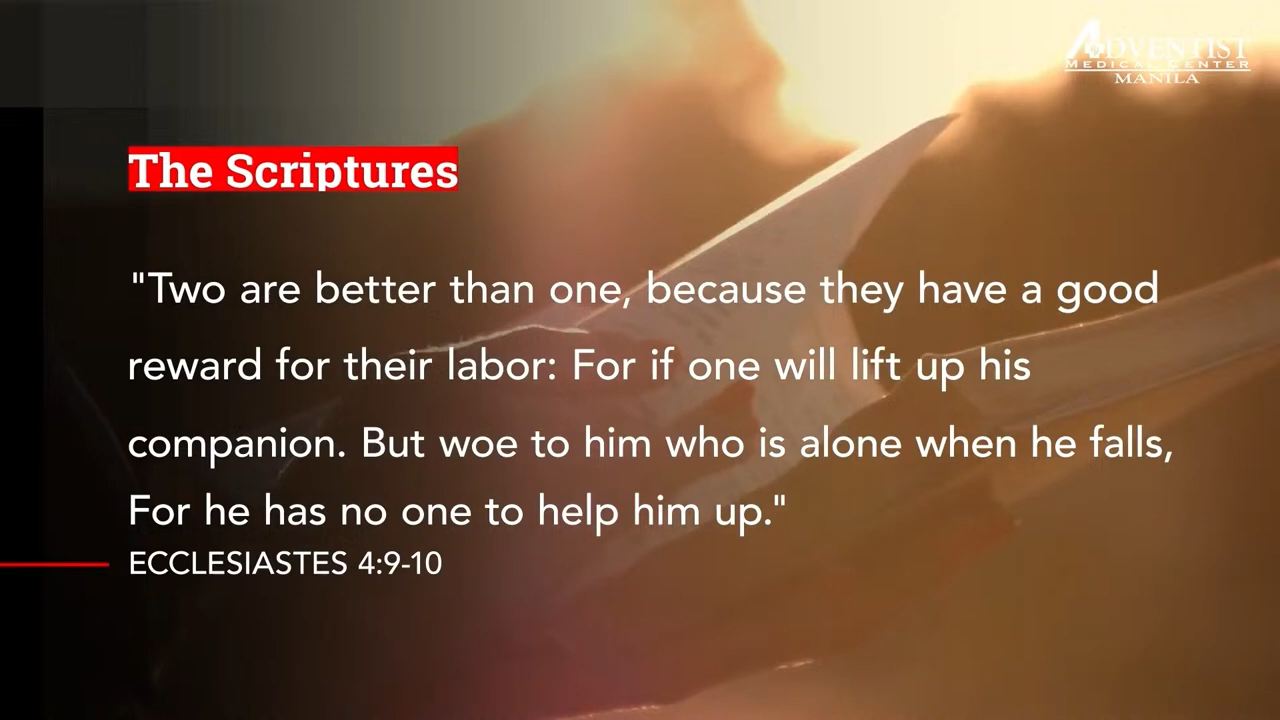 ADVENTIST
MEDICAL CENTER
MANILA
The Scriptures
"Two are better than one, because they have a good
reward for their labor: For if one will lift up his
companion. But woe to him who is alone when he falls,
For he has no one to help him up."
ECCLESIASTES 4:9-10